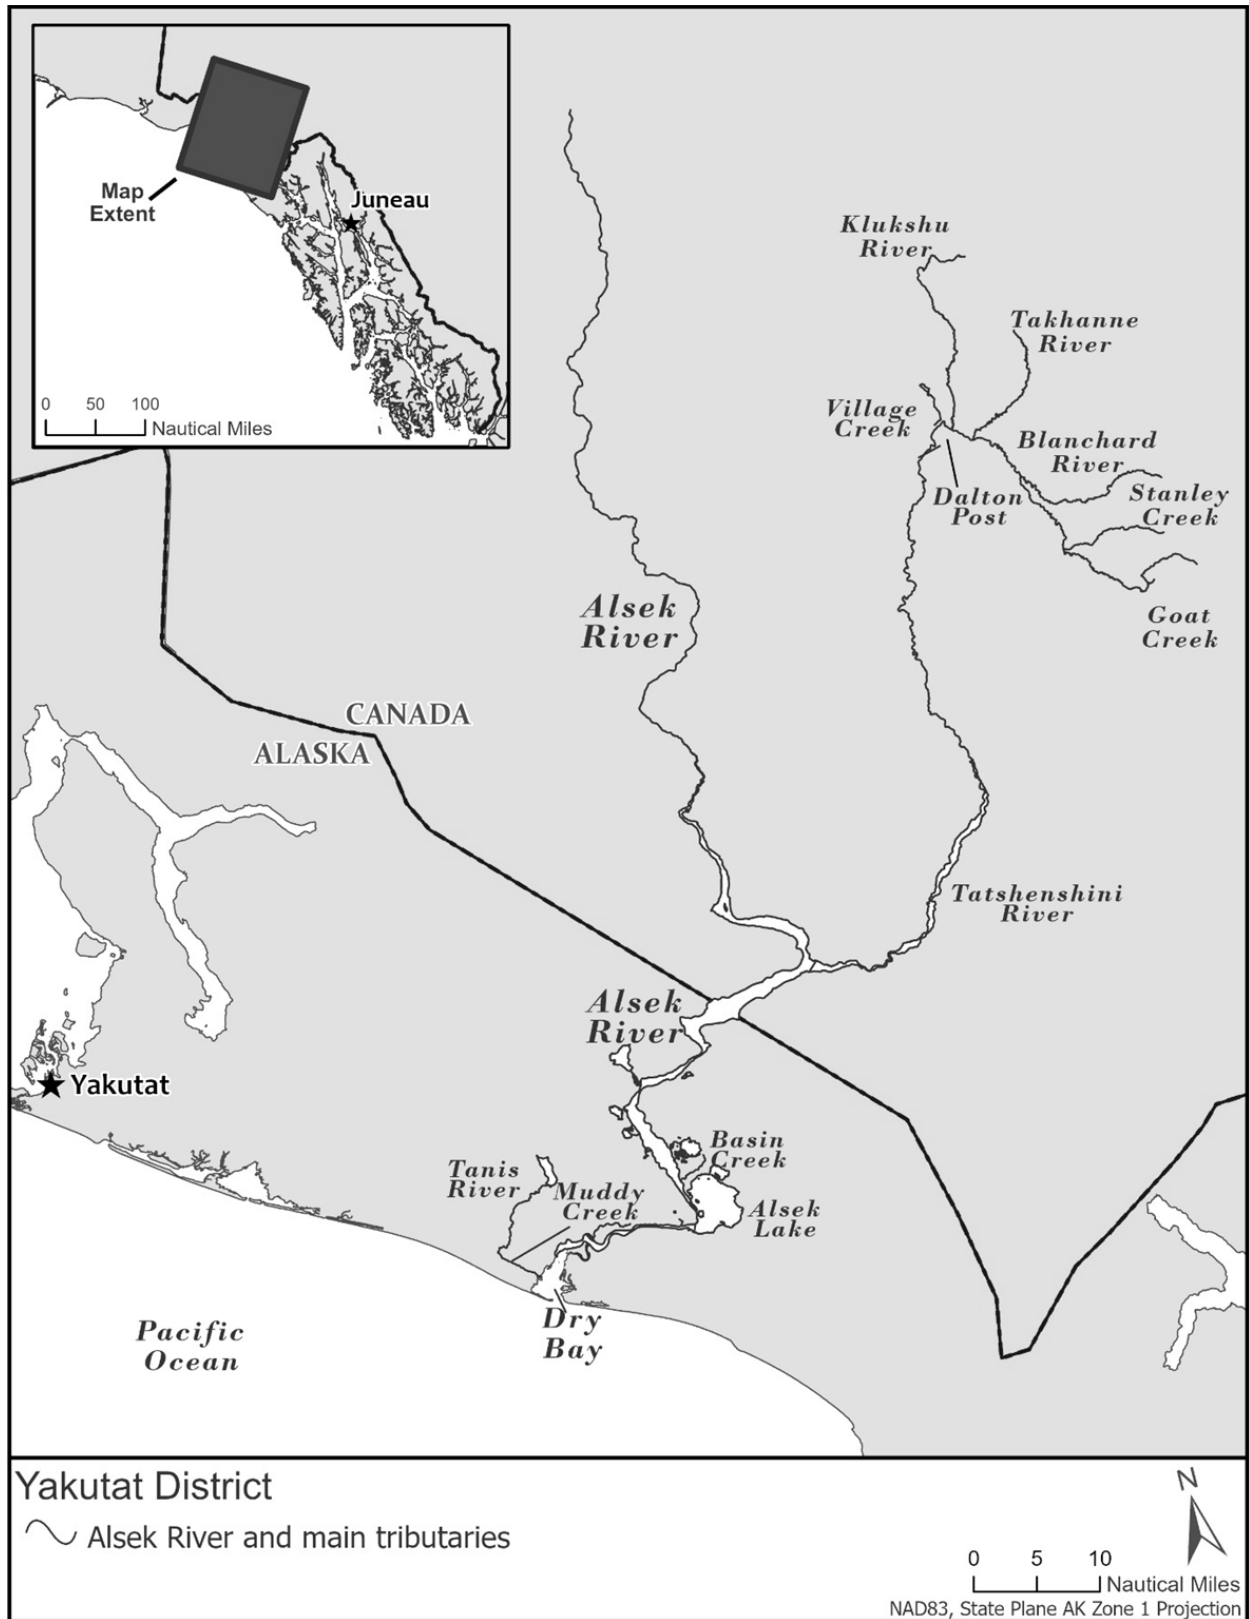 Map
Extent
Juneau
0 50 100
Nautical Miles
Klukshu
River
Takhanne
River
Village
Creek
Blanchard
River
Dalton
Post
Stanley
Creek
Goat
Creek
Alsek
River
CANADA
ALASKA
Tatshenshini
River
Alsek
River
Yakutat
Basin
Creek
Tanis
River
Muddy
Creek
Alsek
Lake
Dry
Bay
Pacific
Ocean
Yakutat District
Alsek River and main tributaries
N
0 5 10
Nautical Miles
NAD83, State Plane AK Zone 1 Projection